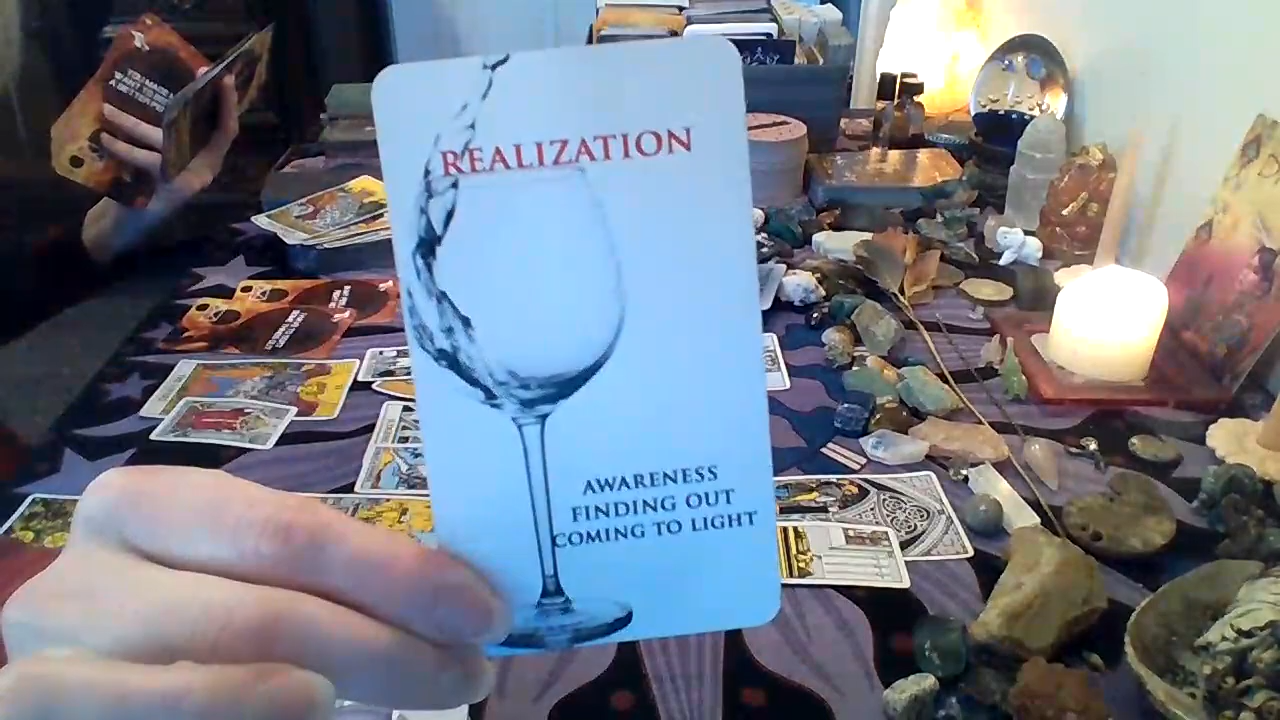 REALIZATION
AWARENESS
FINDING OUT
COMING TO LIGHT